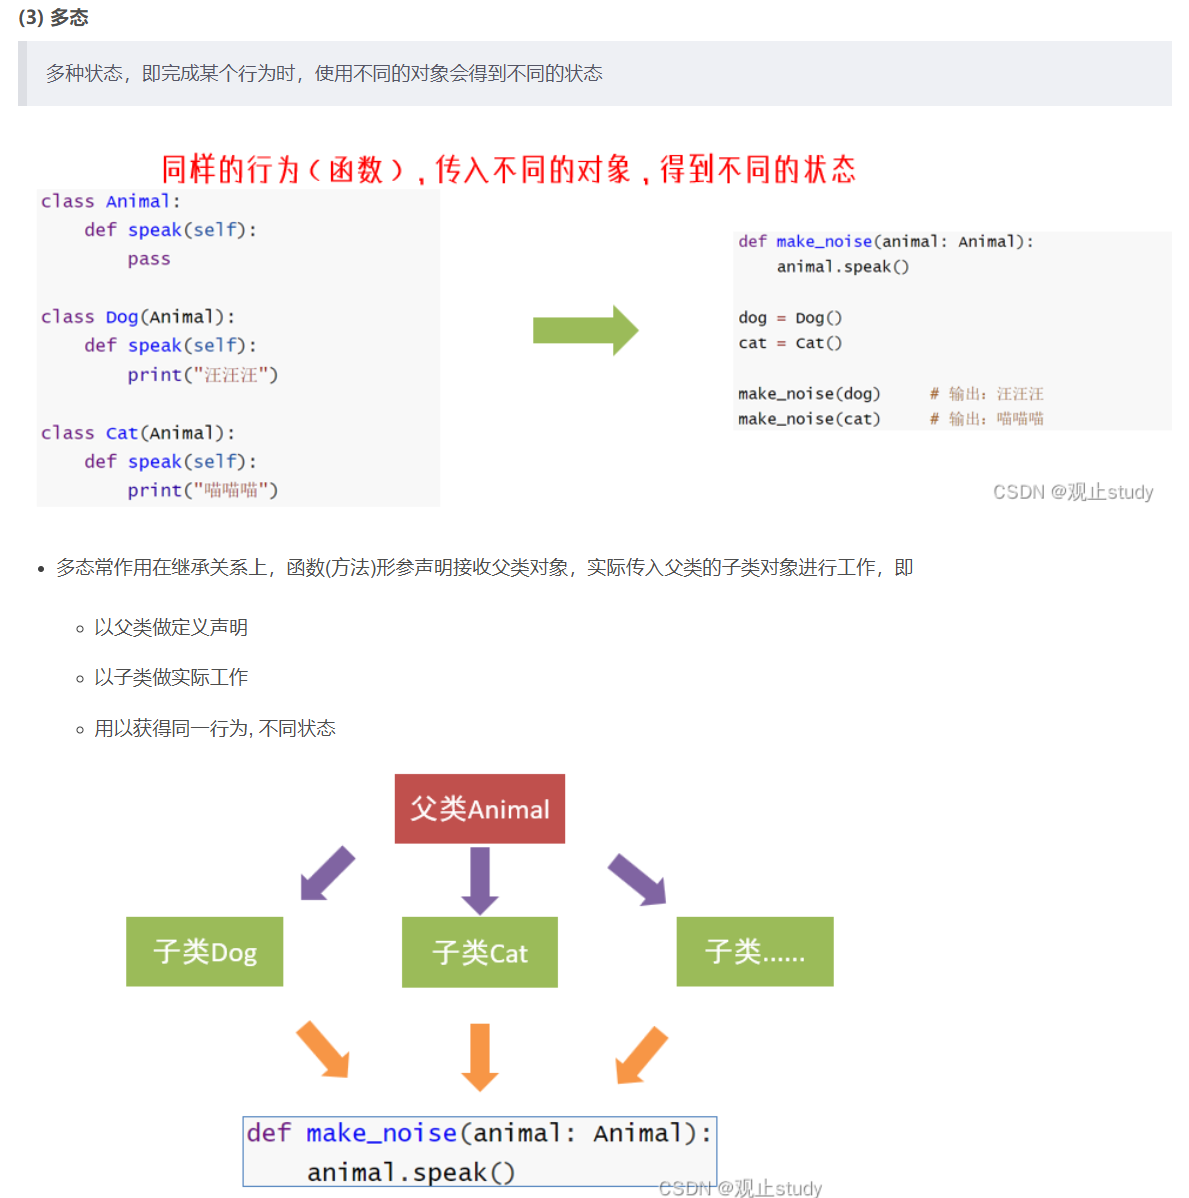 (3) 多态
多种状态，即完成某个行为时，使用不同的对象会得到不同的状态
同样的行为（函数），传入不同的对象，得到不同的状态
class Animal:
    def speak(self):
        pass
class Dog(Animal):
    def speak(self):
        print("汪汪汪")
class Cat(Animal):
    def speak(self):
        print("喵喵喵")
def make_noise(animal: Animal):
    animal.speak()
dog = Dog()
cat = Cat()
make_noise(dog)     # 输出：汪汪汪
make_noise(cat)     # 输出：喵喵喵
CSDN @观止study
• 多态常作用在继承关系上，函数(方法)形参声明接收父类对象，实际传入父类的子类对象进行工作，即
◦ 以父类做定义声明
◦ 以子类做实际工作
◦ 用以获得同一行为, 不同状态
父类Animal
子类Dog
子类Cat
子类......
def make_noise(animal: Animal):
    animal.speak()
CSDN @观止study